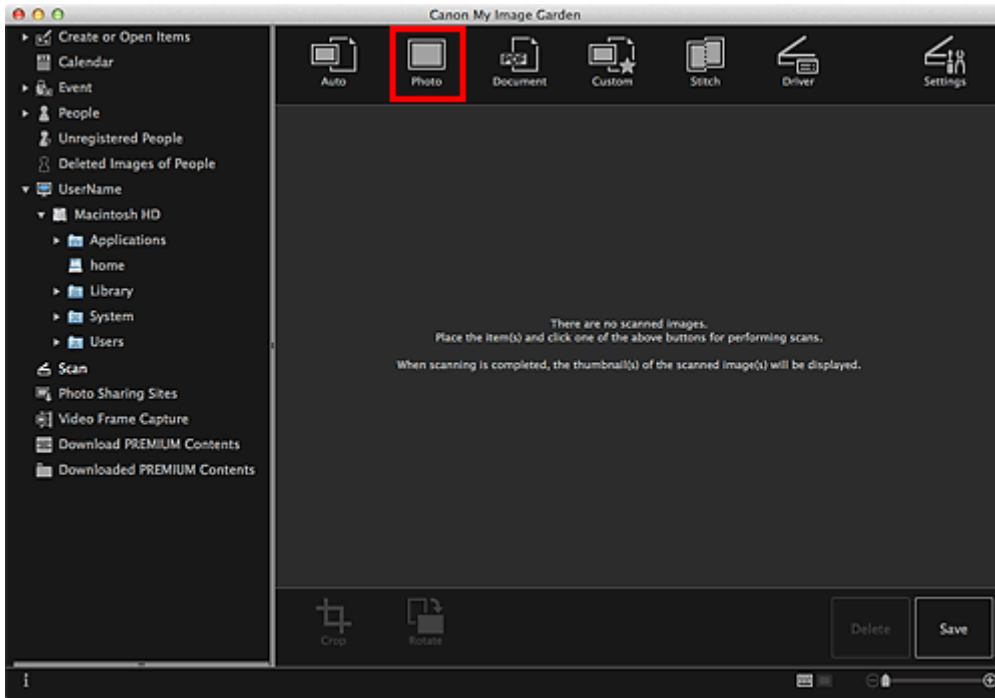 Canon My Image Garden
Create or Open Items
Calendar
Event
People
Unregistered People
Deleted Images of People
UserName
Macintosh HD
Applications
home
Library
System
Users
Scan
Photo Sharing Sites
Video Frame Capture
Download PREMIUM Contents
Downloaded PREMIUM Contents
Auto
Photo
PDF
Document
Custom
Stitch
Driver
Settings
There are no scanned images.
Place the item(s) and click one of the above buttons for performing scans.
When scanning is completed, the thumbnail(s) of the scanned image(s) will be displayed.
Crop
Rotate
Delete
Save